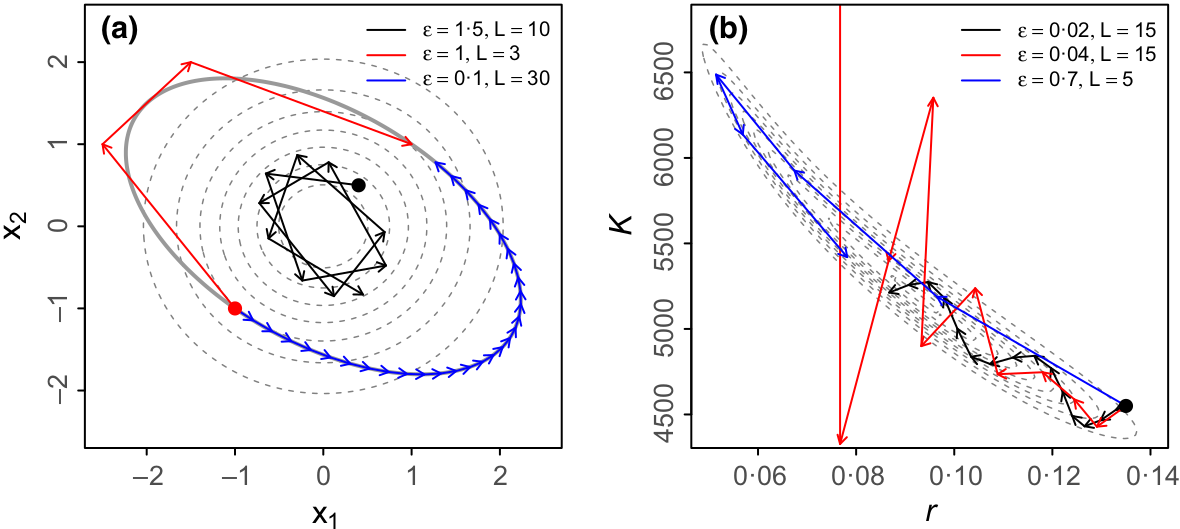 (a)
ε = 1·5, L = 10
ε = 1, L = 3
ε = 0·1, L = 30
x₂
2
1
0
−1
−2
−2 −1 0 1 2
x₁
(b)
ε = 0·02, L = 15
ε = 0·04, L = 15
ε = 0·7, L = 5
K
6500
6000
5500
5000
4500
0·06 0·08 0·10 0·12 0·14
r